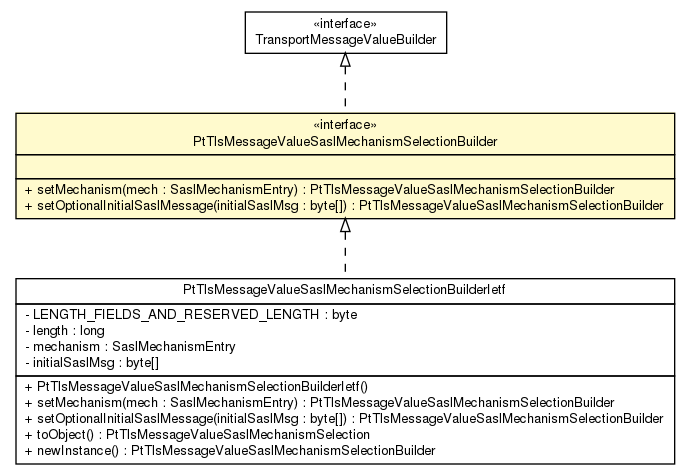 «interface»
TransportMessageValueBuilder
«interface»
PtTlsMessageValueSaslMechanismSelectionBuilder
+ setMechanism(mech : SaslMechanismEntry) : PtTlsMessageValueSaslMechanismSelectionBuilder
+ setOptionalInitialSaslMessage(initialSaslMsg : byte[]) : PtTlsMessageValueSaslMechanismSelectionBuilder
PtTlsMessageValueSaslMechanismSelectionBuilderIetf
- LENGTH_FIELDS_AND_RESERVED_LENGTH : byte
- length : long
- mechanism : SaslMechanismEntry
- initialSaslMsg : byte[]
+ PtTlsMessageValueSaslMechanismSelectionBuilderIetf()
+ setMechanism(mech : SaslMechanismEntry) : PtTlsMessageValueSaslMechanismSelectionBuilder
+ setOptionalInitialSaslMessage(initialSaslMsg : byte[]) : PtTlsMessageValueSaslMechanismSelectionBuilder
+ toObject() : PtTlsMessageValueSaslMechanismSelection
+ newInstance() : PtTlsMessageValueSaslMechanismSelectionBuilder